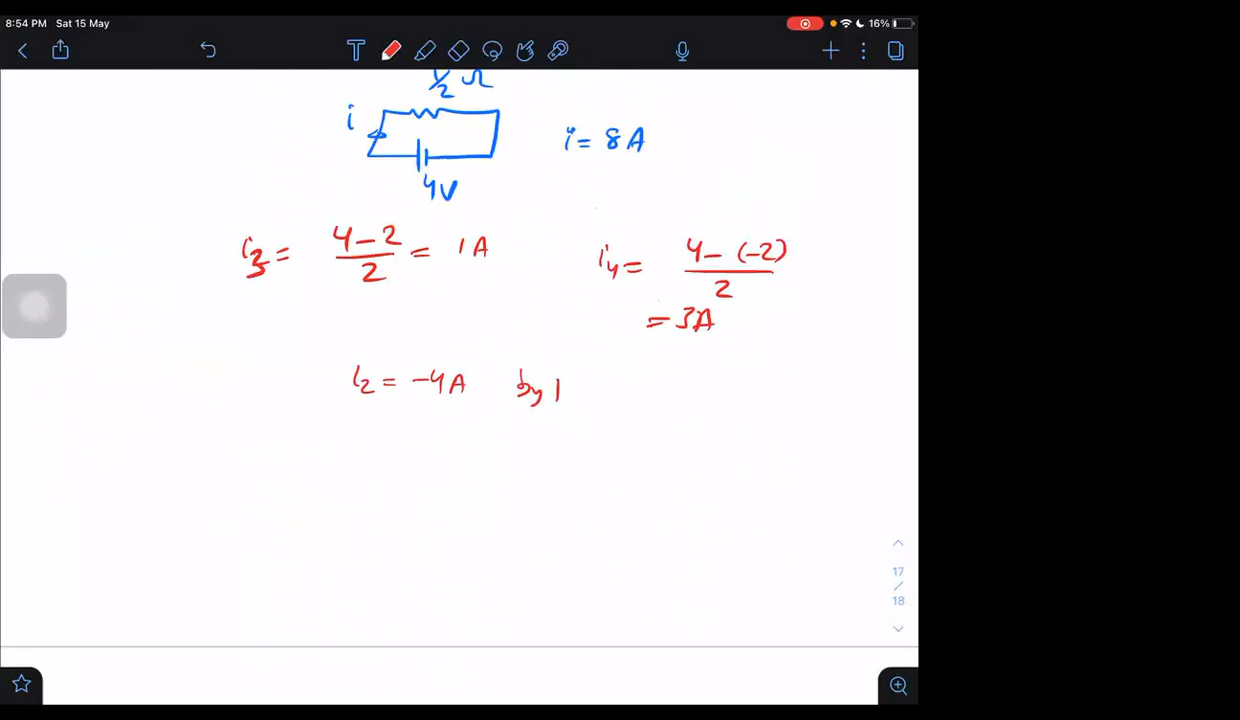 8:54 PM Sat 15 May
16%
T
1/2 Ω
i
i = 8 A
4V
i3 = 4 - 2 / 2 = 1 A
i4 = 4 - (-2) / 2
= 3A
i2 = -4 A by 1
17
/
18